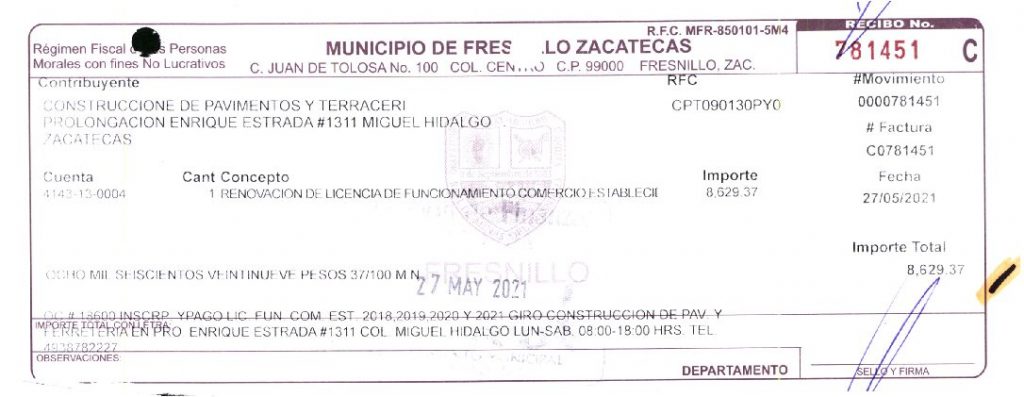 RECIBO No.
781451 C
R.F.C. MFR-850101-5M4
Régimen Fiscal Personas
Morales con fines No Lucrativos
MUNICIPIO DE FRES LO ZACATECAS
C. JUAN DE TOLOSA No. 100 COL. CENTRO C.P. 99000 FRESNILLO, ZAC.
Contribuyente
RFC
#Movimiento
CONSTRUCCIONE DE PAVIMENTOS Y TERRACERI
CPT090130PY0
0000781451
PROLONGACION ENRIQUE ESTRADA #1311 MIGUEL HIDALGO
ZACATECAS
# Factura
C0781451
Cuenta
Cant Concepto
Importe
Fecha
4143-13-0004
1 RENOVACION DE LICENCIA DE FUNCIONAMIENTO COMERCIO ESTABLECIE
8,629.37
27/05/2021
Importe Total
8,629.37
OCHO MIL SEISCIENTOS VEINTINUEVE PESOS 37/100 M N
FRESNILLO
27 MAY 2021
OC # 18600 INSCRP. YPAGO LIC. FUN. COM. EST. 2018,2019,2020 Y 2021 GIRO CONSTRUCCION DE PAV. Y
IMPORTE TOTAL CON LETRA:
FERRETERIA EN PRO. ENRIQUE ESTRADA #1311 COL. MIGUEL HIDALGO LUN-SAB. 08:00-18:00 HRS. TEL.
4938782227
OBSERVACIONES:
DEPARTAMENTO
SELLO Y FIRMA